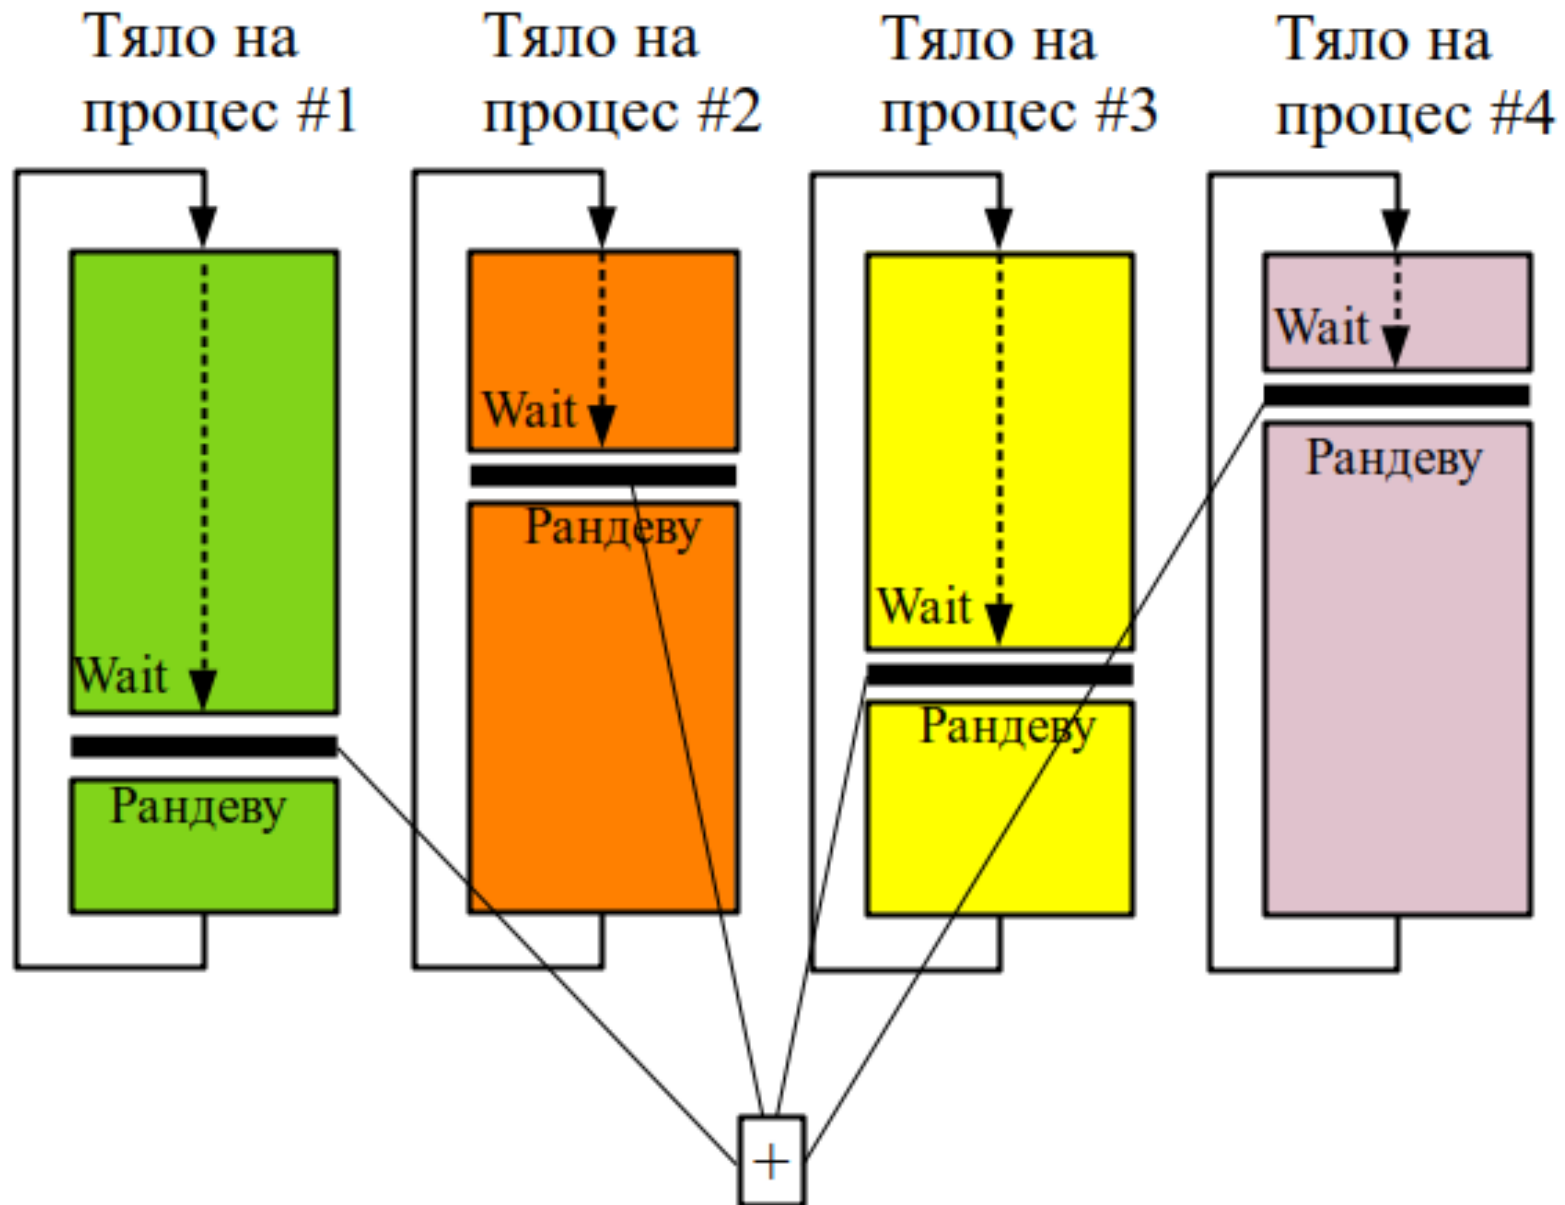 Тяло на
процес #1
Тяло на
процес #2
Тяло на
процес #3
Тяло на
процес #4
Wait
Рандеву
Wait
Рандеву
Wait
Рандеву
Wait
Рандеву
+